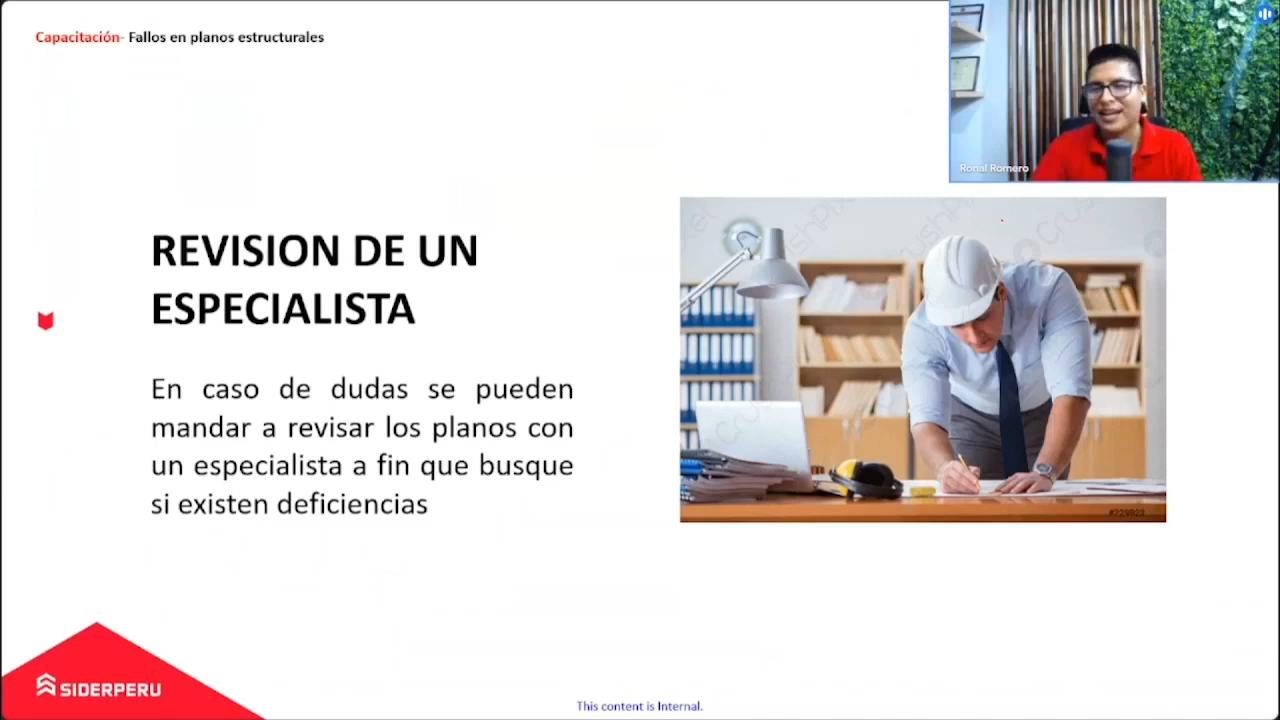 Capacitación- Fallos en planos estructurales
Ronal Romero
REVISION DE UN
ESPECIALISTA
En caso de dudas se pueden
mandar a revisar los planos con
un especialista a fin que busque
si existen deficiencias
#229823
SIDERPERU
This content is Internal.